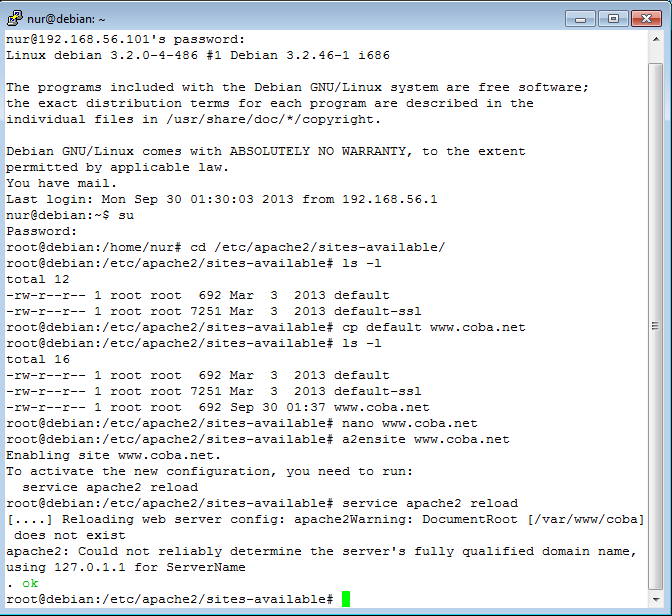 nur@debian: ~
nur@192.168.56.101's password:
Linux debian 3.2.0-4-486 #1 Debian 3.2.46-1 i686
The programs included with the Debian GNU/Linux system are free software;
the exact distribution terms for each program are described in the
individual files in /usr/share/doc/*/copyright.
Debian GNU/Linux comes with ABSOLUTELY NO WARRANTY, to the extent
permitted by applicable law.
You have mail.
Last login: Mon Sep 30 01:30:03 2013 from 192.168.56.1
nur@debian:~$ su
Password:
root@debian:/home/nur# cd /etc/apache2/sites-available/
root@debian:/etc/apache2/sites-available# ls -l
total 12
-rw-r--r-- 1 root root  692 Mar  3  2013 default
-rw-r--r-- 1 root root 7251 Mar  3  2013 default-ssl
root@debian:/etc/apache2/sites-available# cp default www.coba.net
root@debian:/etc/apache2/sites-available# ls -l
total 16
-rw-r--r-- 1 root root  692 Mar  3  2013 default
-rw-r--r-- 1 root root 7251 Mar  3  2013 default-ssl
-rw-r--r-- 1 root root  692 Sep 30 01:37 www.coba.net
root@debian:/etc/apache2/sites-available# nano www.coba.net
root@debian:/etc/apache2/sites-available# a2ensite www.coba.net
Enabling site www.coba.net.
To activate the new configuration, you need to run:
  service apache2 reload
root@debian:/etc/apache2/sites-available# service apache2 reload
[....] Reloading web server config: apache2Warning: DocumentRoot [/var/www/coba]
 does not exist
apache2: Could not reliably determine the server's fully qualified domain name,
using 127.0.1.1 for ServerName
. ok
root@debian:/etc/apache2/sites-available#